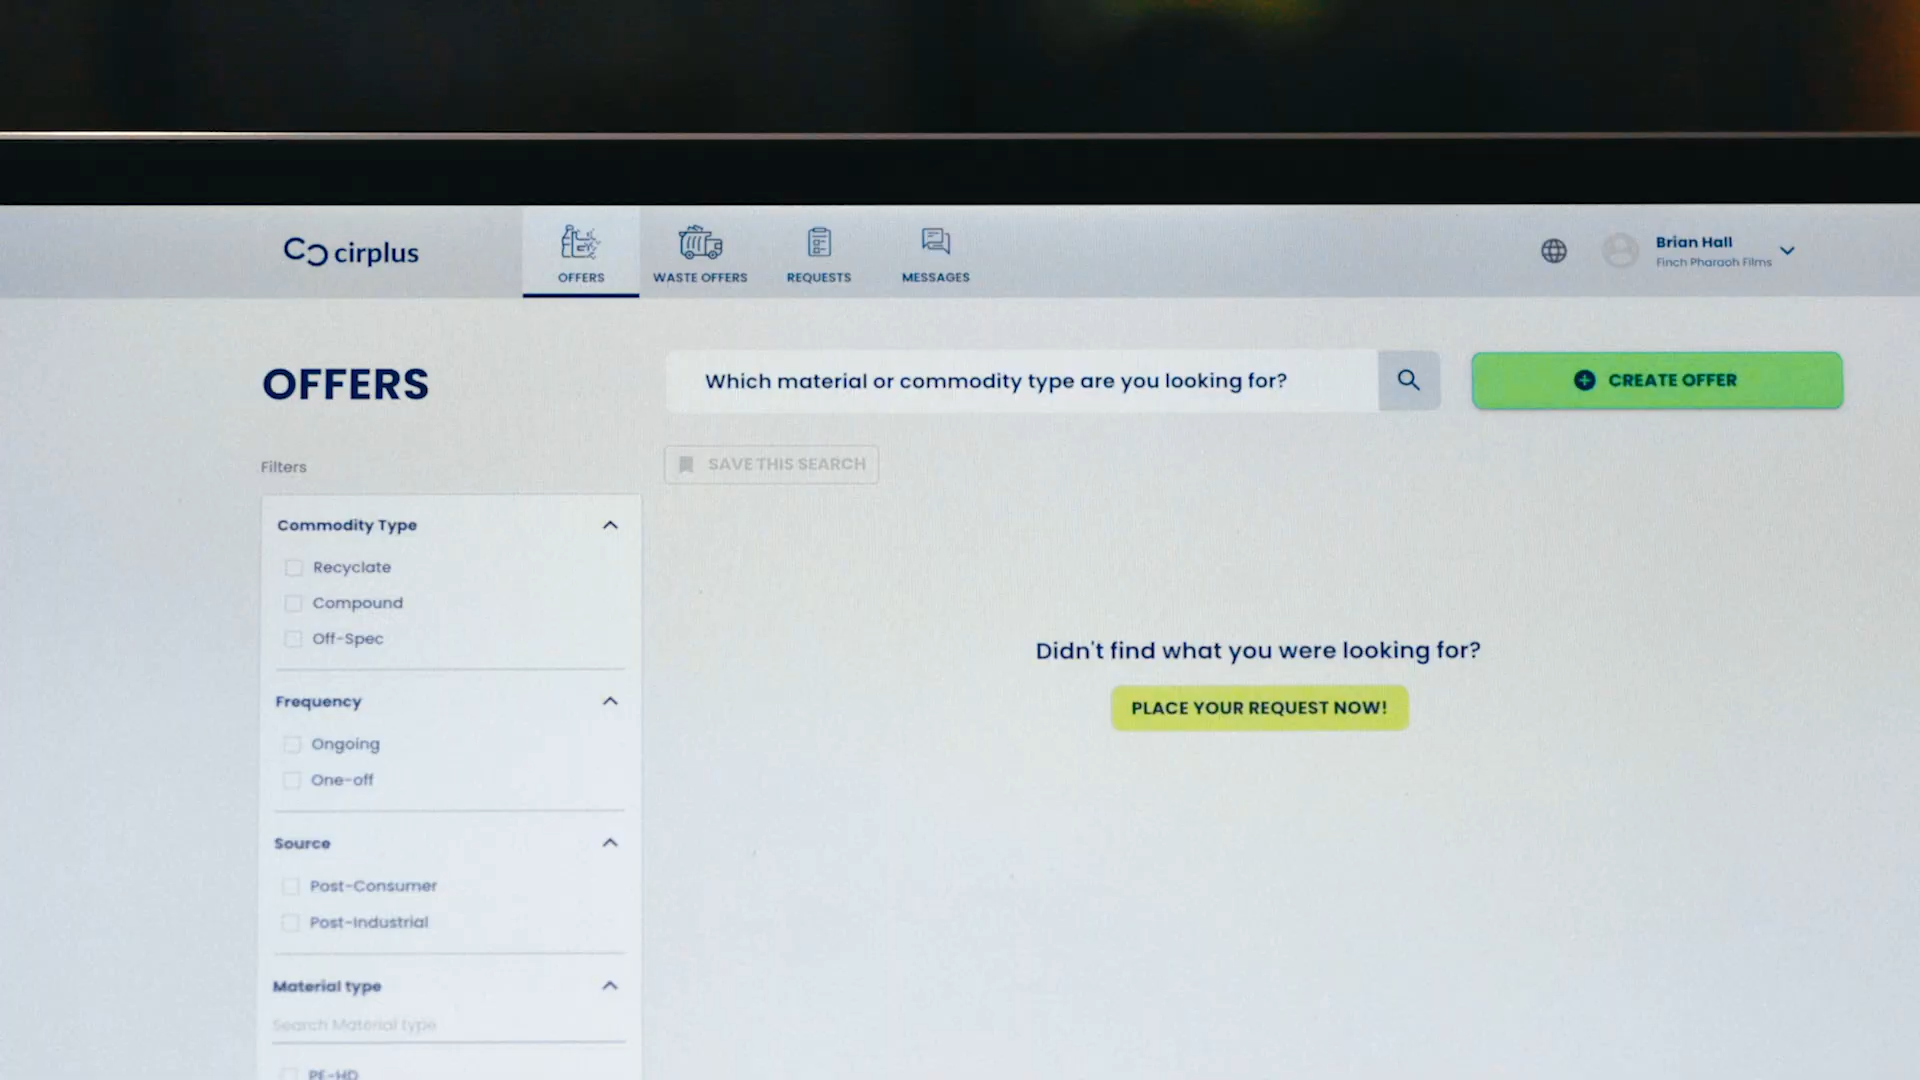 cirplus
OFFERS
WASTE OFFERS
REQUESTS
MESSAGES
Brian Hall
Finch Pharaoh Films
OFFERS
Which material or commodity type are you looking for?
CREATE OFFER
Filters
SAVE THIS SEARCH
Commodity Type
Recyclate
Compound
Off-Spec
Frequency
Ongoing
One-off
Source
Post-Consumer
Post-Industrial
Material type
Search Material type
PE-HD
Didn't find what you were looking for?
PLACE YOUR REQUEST NOW!